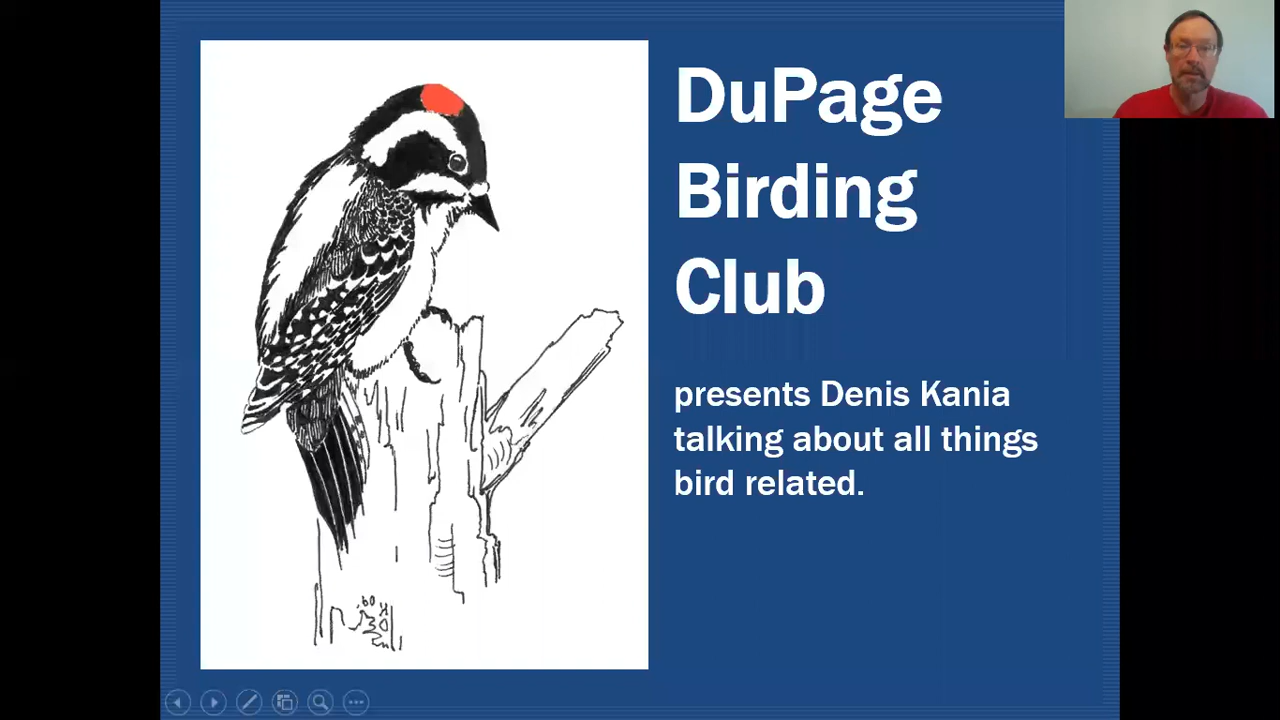 DuPage
Birding
Club
presents Denis Kania
talking about all things
bird related.